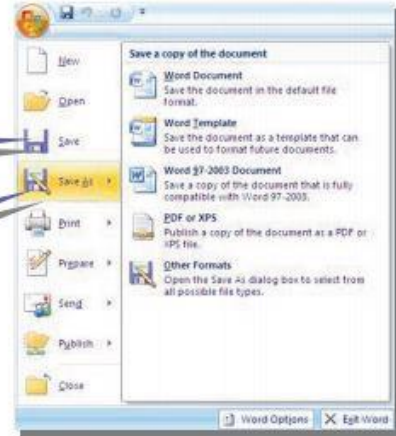 New
Open
Save
Save As
Print
Prepare
Send
Publish
Close
Save a copy of the document
Word Document
Save the document in the default file
format.
Word Template
Save the document as a template that can
be used to format future documents.
Word 97-2003 Document
Save a copy of the document that is fully
compatible with Word 97-2003.
PDF or XPS
Publish a copy of the document as a PDF or
XPS file.
Other Formats
Open the Save As dialog box to select from
all possible file types.
Word Options
Exit Word